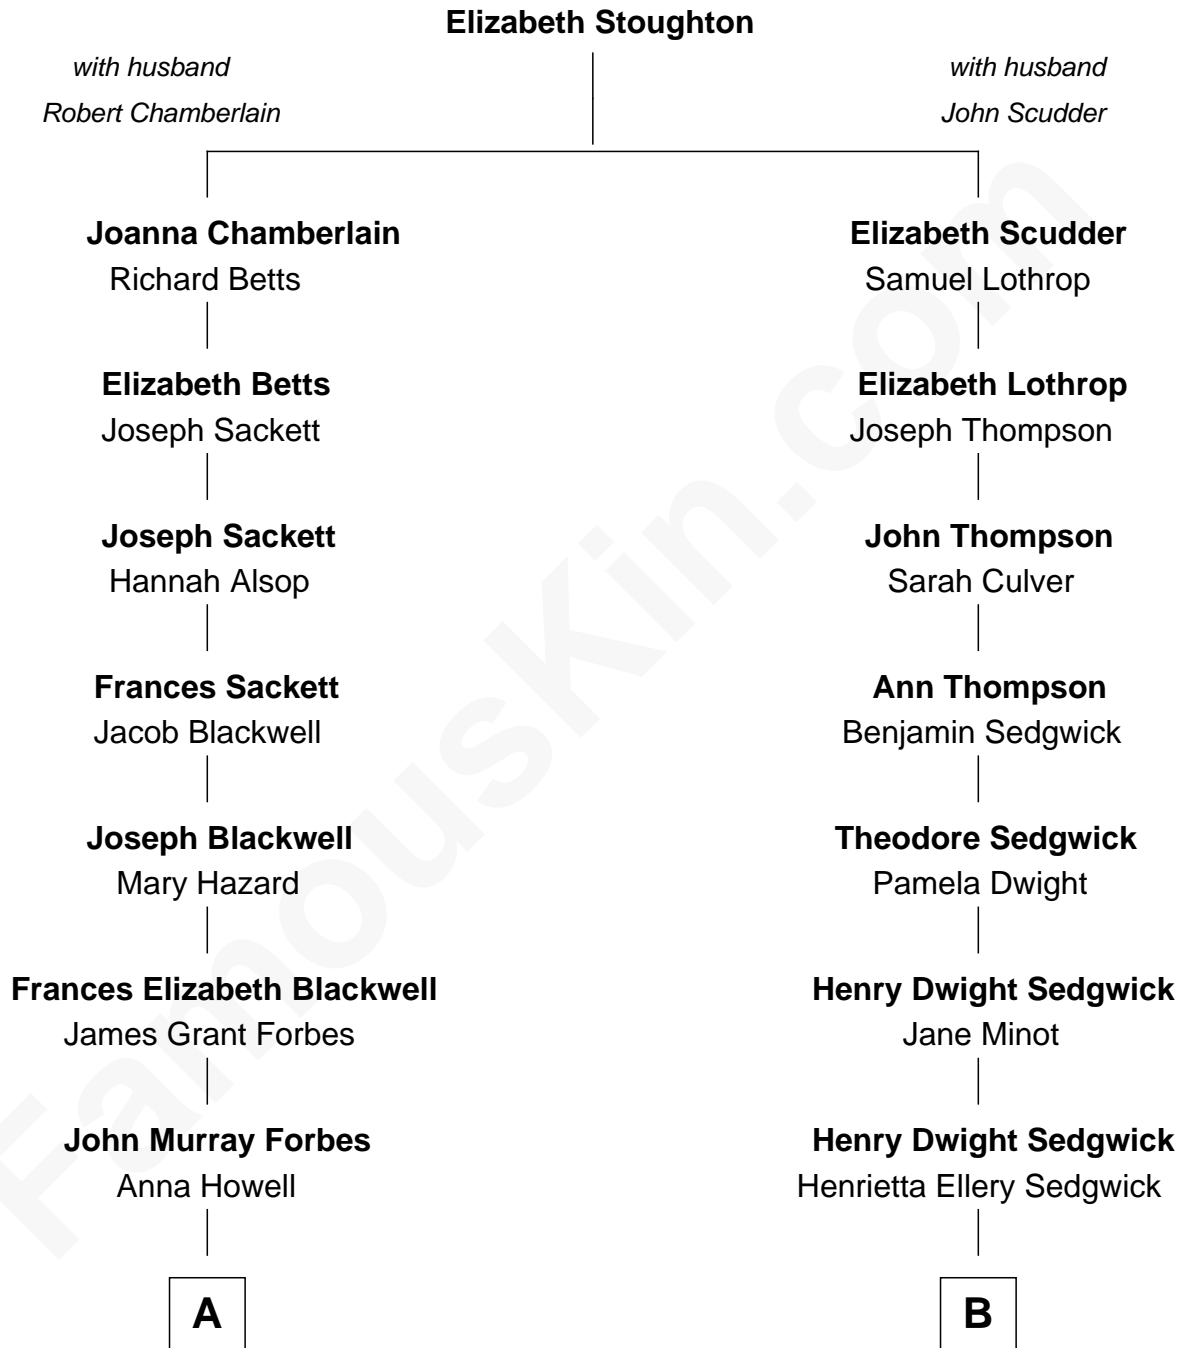 Elizabeth Stoughton
with husband
Robert Chamberlain
with husband
John Scudder
Joanna Chamberlain
Richard Betts
Elizabeth Scudder
Samuel Lothrop
Elizabeth Betts
Joseph Sackett
Elizabeth Lothrop
Joseph Thompson
Joseph Sackett
Hannah Alsop
John Thompson
Sarah Culver
Frances Sackett
Jacob Blackwell
Ann Thompson
Benjamin Sedgwick
Joseph Blackwell
Mary Hazard
Theodore Sedgwick
Pamela Dwight
Frances Elizabeth Blackwell
James Grant Forbes
Henry Dwight Sedgwick
Jane Minot
John Murray Forbes
Anna Howell
Henry Dwight Sedgwick
Henrietta Ellery Sedgwick
A
B
FamousKin.com